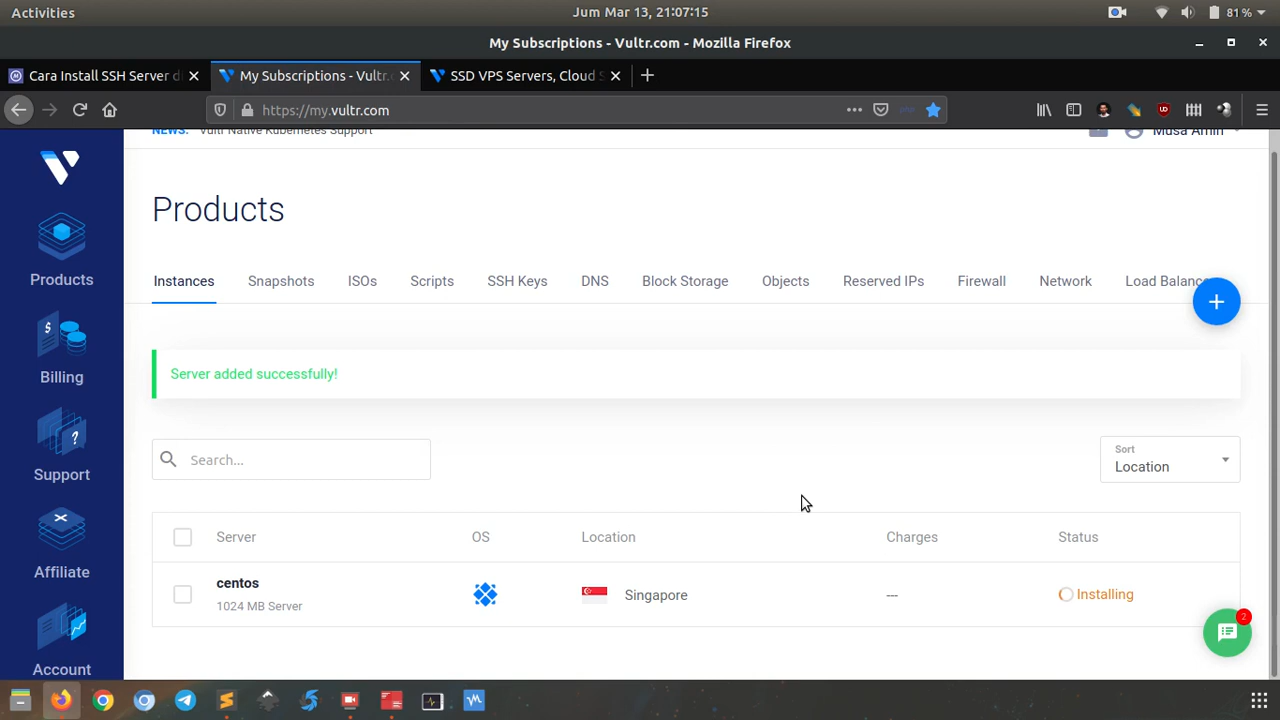 Activities
Jum Mar 13, 21:07:15
81 %
My Subscriptions - Vultr.com - Mozilla Firefox
Cara Install SSH Server d
My Subscriptions - Vultr.c
SSD VPS Servers, Cloud S
https://my.vultr.com
NEWS: Vultr Native Kubernetes Support
Musa Amin
Products
Products
Instances
Snapshots
ISOs
Scripts
SSH Keys
DNS
Block Storage
Objects
Reserved IPs
Firewall
Network
Load Balanc
Billing
Server added successfully!
Support
Search...
Sort
Location
Server
OS
Location
Charges
Status
Affiliate
centos
1024 MB Server
Singapore
---
Installing
2
Account